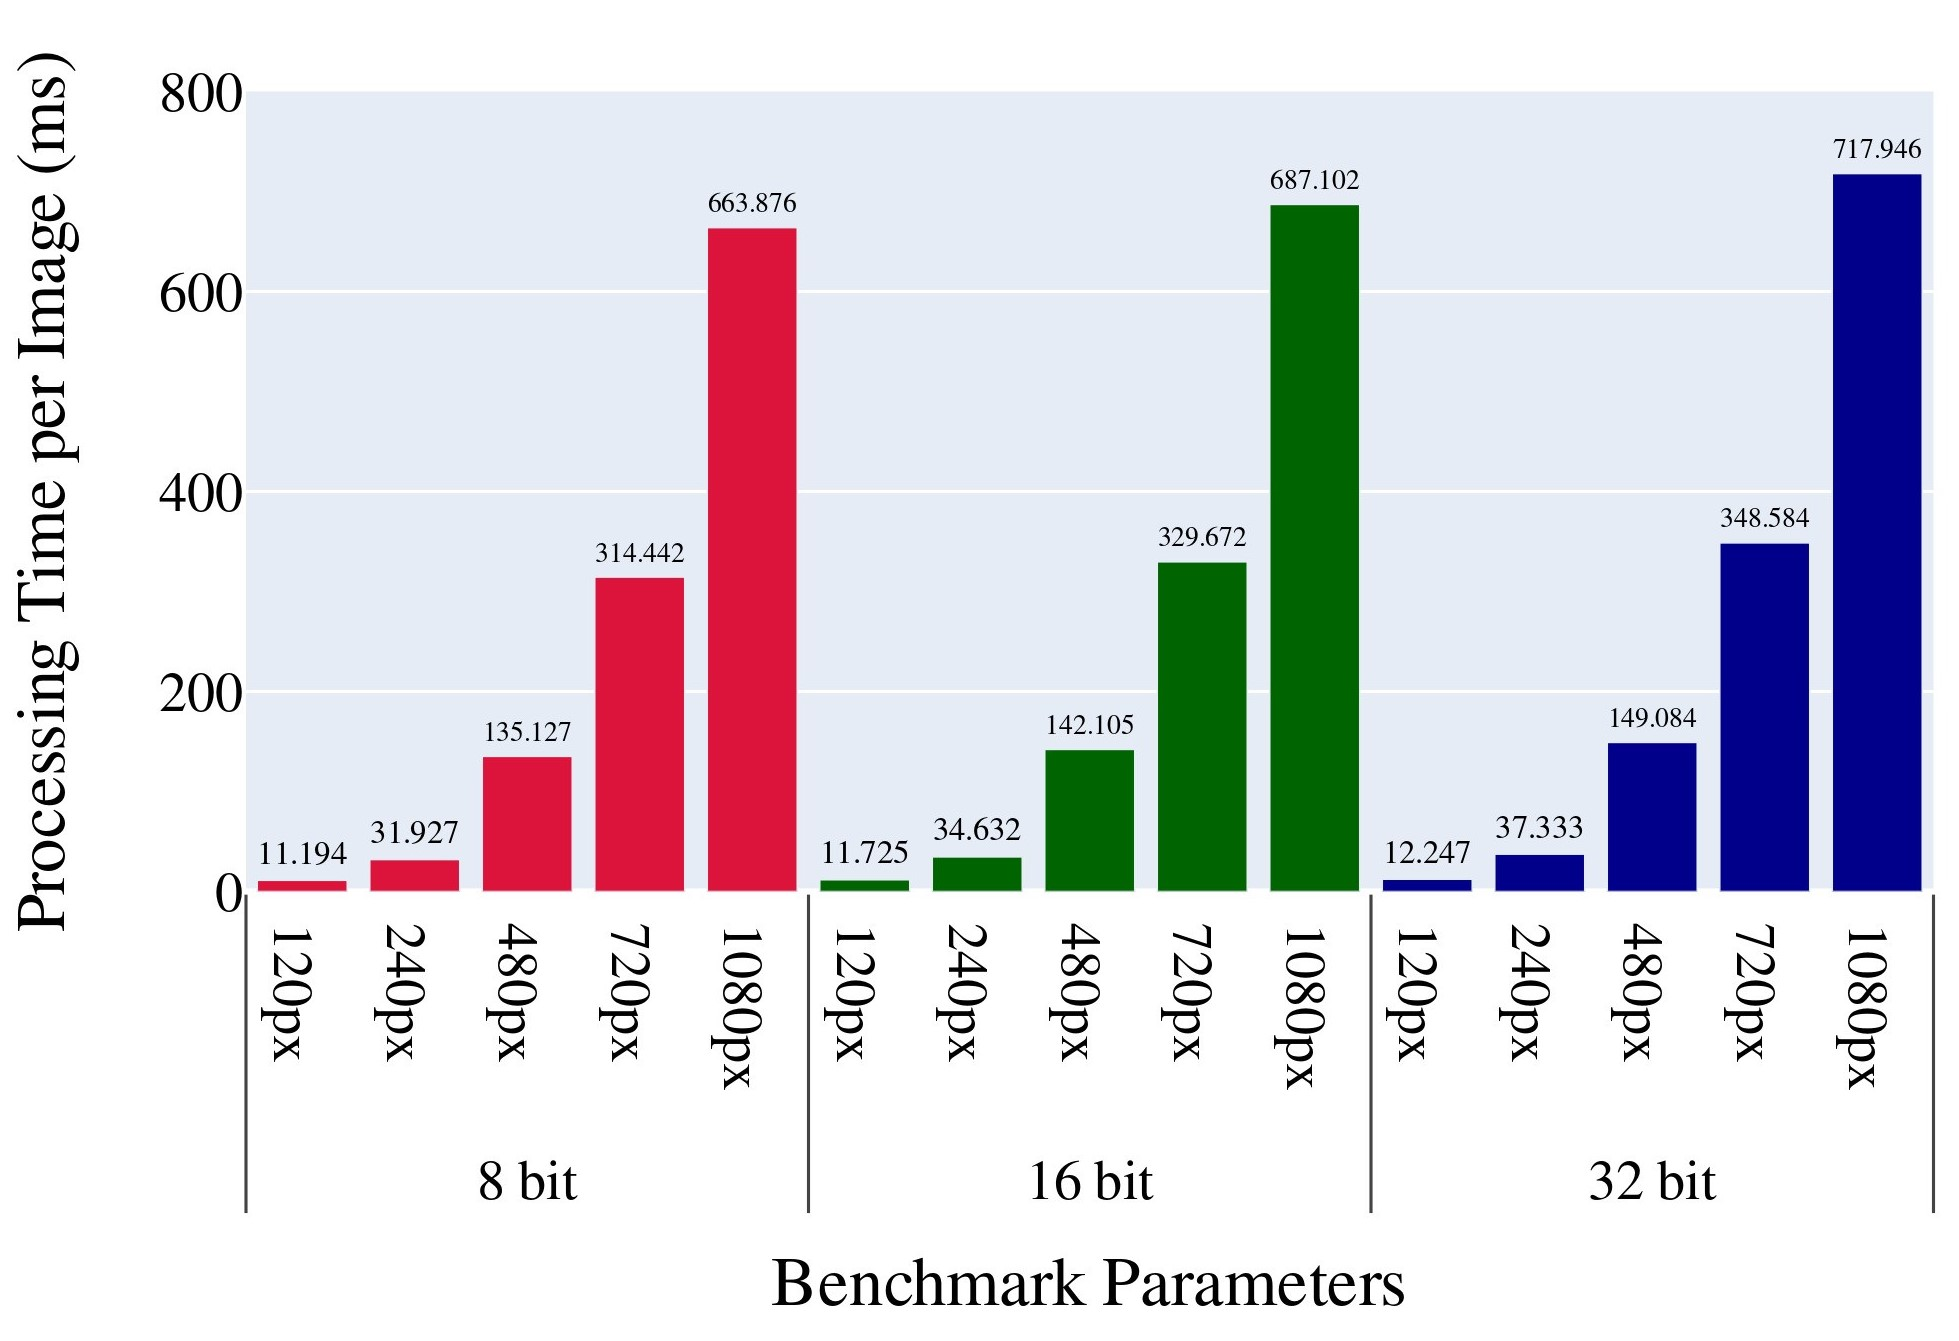 Processing Time per Image (ms)
800
600
400
200
0
11.194
31.927
135.127
314.442
663.876
11.725
34.632
142.105
329.672
687.102
12.247
37.333
149.084
348.584
717.946
120px
240px
480px
720px
1080px
120px
240px
480px
720px
1080px
120px
240px
480px
720px
1080px
8 bit
16 bit
32 bit
Benchmark Parameters